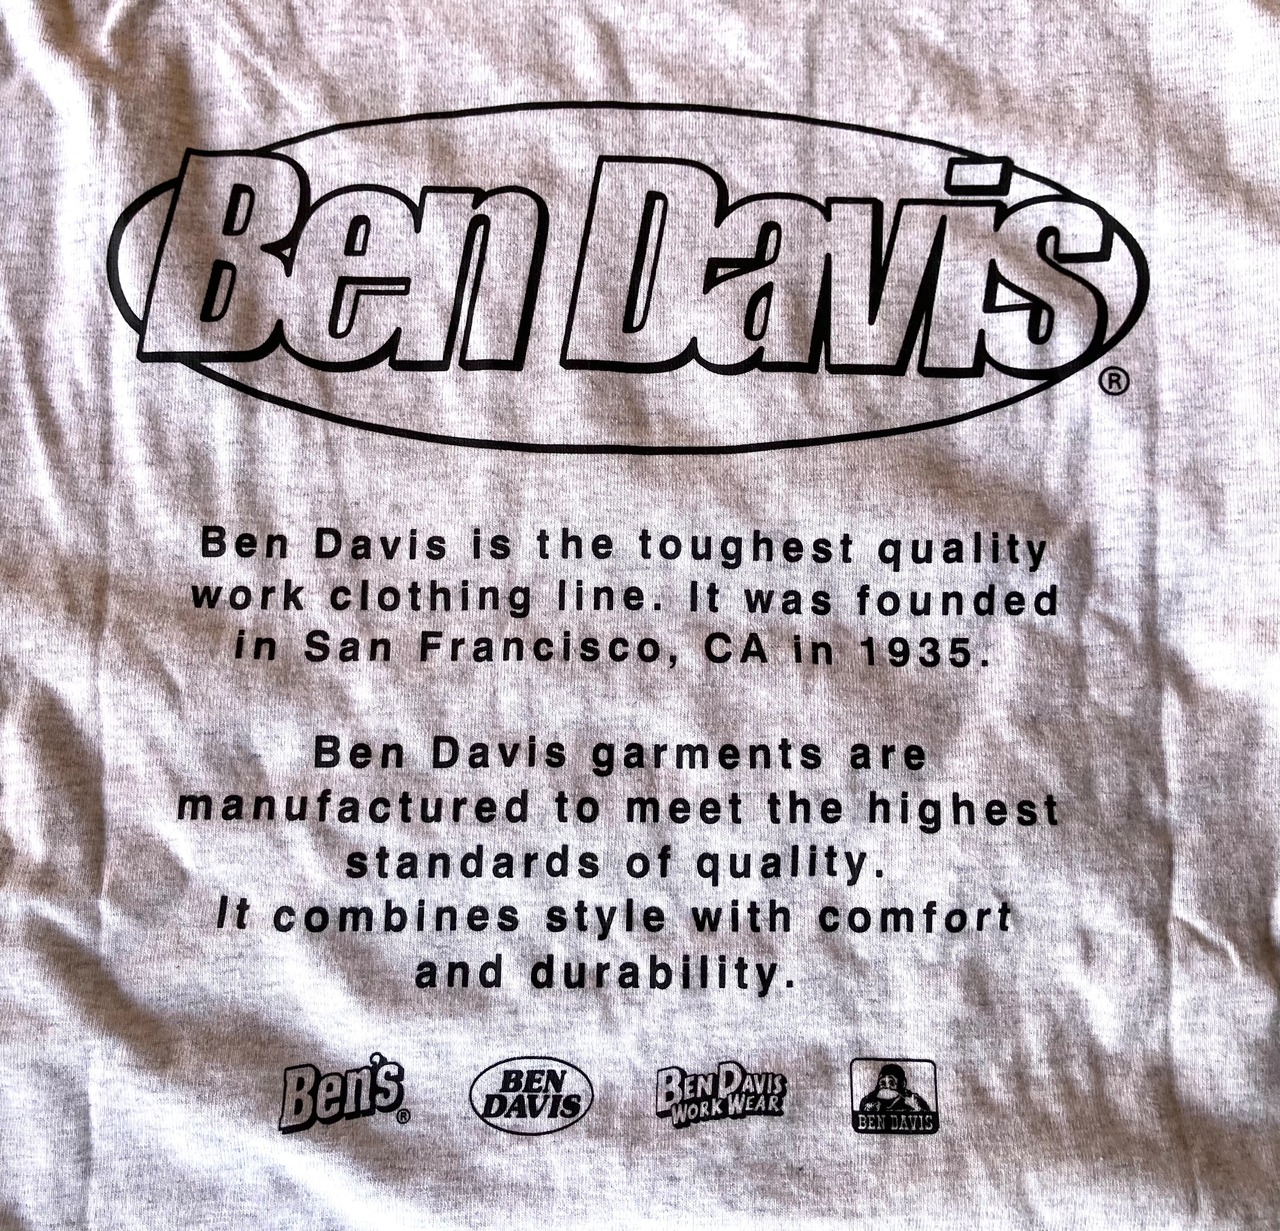 Ben Davis
®
Ben Davis is the toughest quality
work clothing line. It was founded
in San Francisco, CA in 1935.
Ben Davis garments are
manufactured to meet the highest
standards of quality.
It combines style with comfort
and durability.
Ben's®
BEN
DAVIS
BEN DAVIS
WORK WEAR
BEN DAVIS